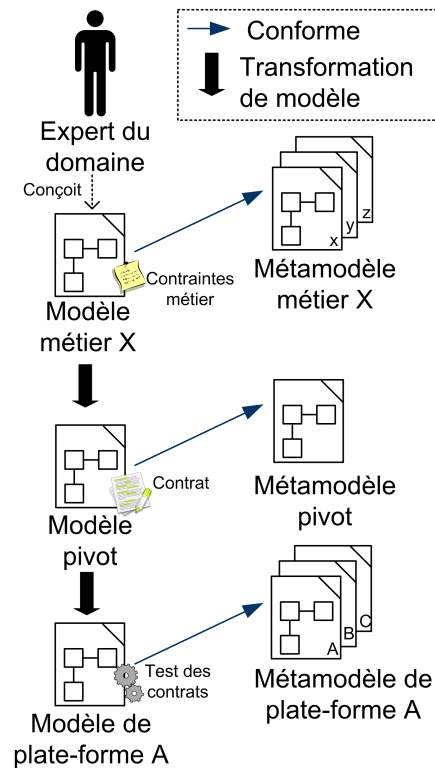 Conforme
Transformation
de modèle
Expert du
domaine
Conçoit
x
y
z
Contraintes
métier
Métamodèle
métier X
Modèle
métier X
Contrat
Métamodèle
pivot
Modèle
pivot
A
B
C
Test des
contrats
Métamodèle de
plate-forme A
Modèle de
plate-forme A